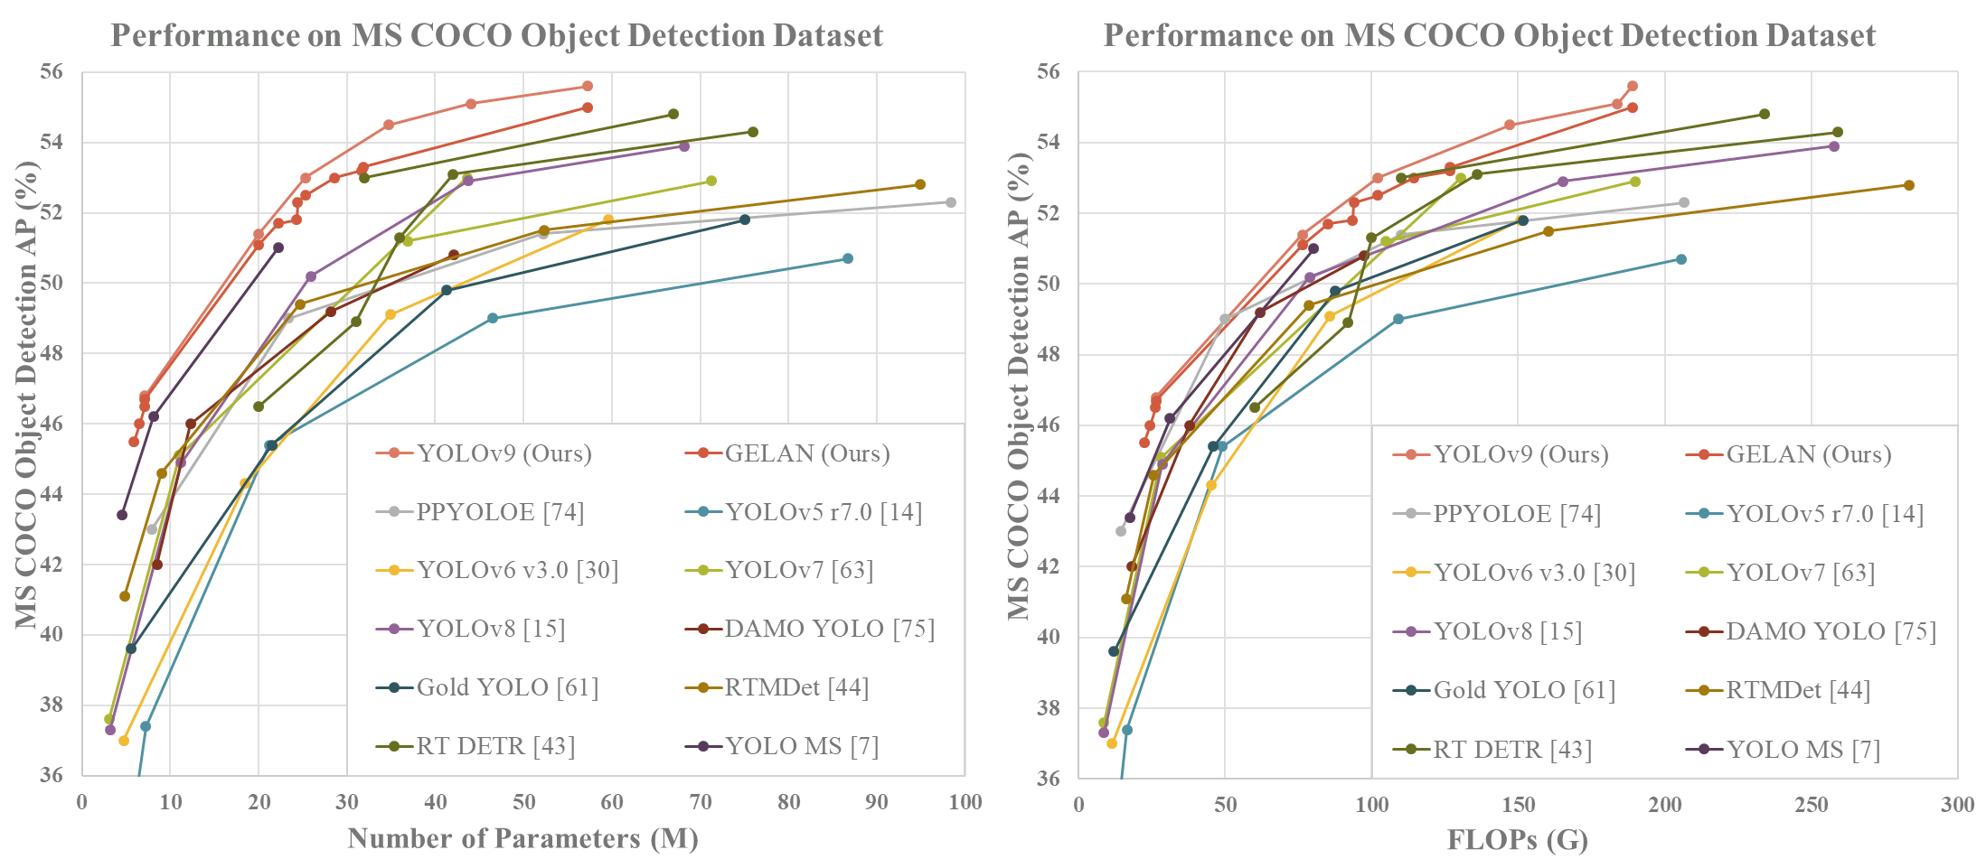 Performance on MS COCO Object Detection Dataset
MS COCO Object Detection AP (%)
56
54
52
50
48
46
44
42
40
38
36
0 10 20 30 40 50 60 70 80 90 100
Number of Parameters (M)
YOLOv9 (Ours) GELAN (Ours)
PPYOLOE [74] YOLOv5 r7.0 [14]
YOLOv6 v3.0 [30] YOLOv7 [63]
YOLOv8 [15] DAMO YOLO [75]
Gold YOLO [61] RTMDet [44]
RT DETR [43] YOLO MS [7]
Performance on MS COCO Object Detection Dataset
MS COCO Object Detection AP (%)
56
54
52
50
48
46
44
42
40
38
36
0 50 100 150 200 250 300
FLOPs (G)
YOLOv9 (Ours) GELAN (Ours)
PPYOLOE [74] YOLOv5 r7.0 [14]
YOLOv6 v3.0 [30] YOLOv7 [63]
YOLOv8 [15] DAMO YOLO [75]
Gold YOLO [61] RTMDet [44]
RT DETR [43] YOLO MS [7]